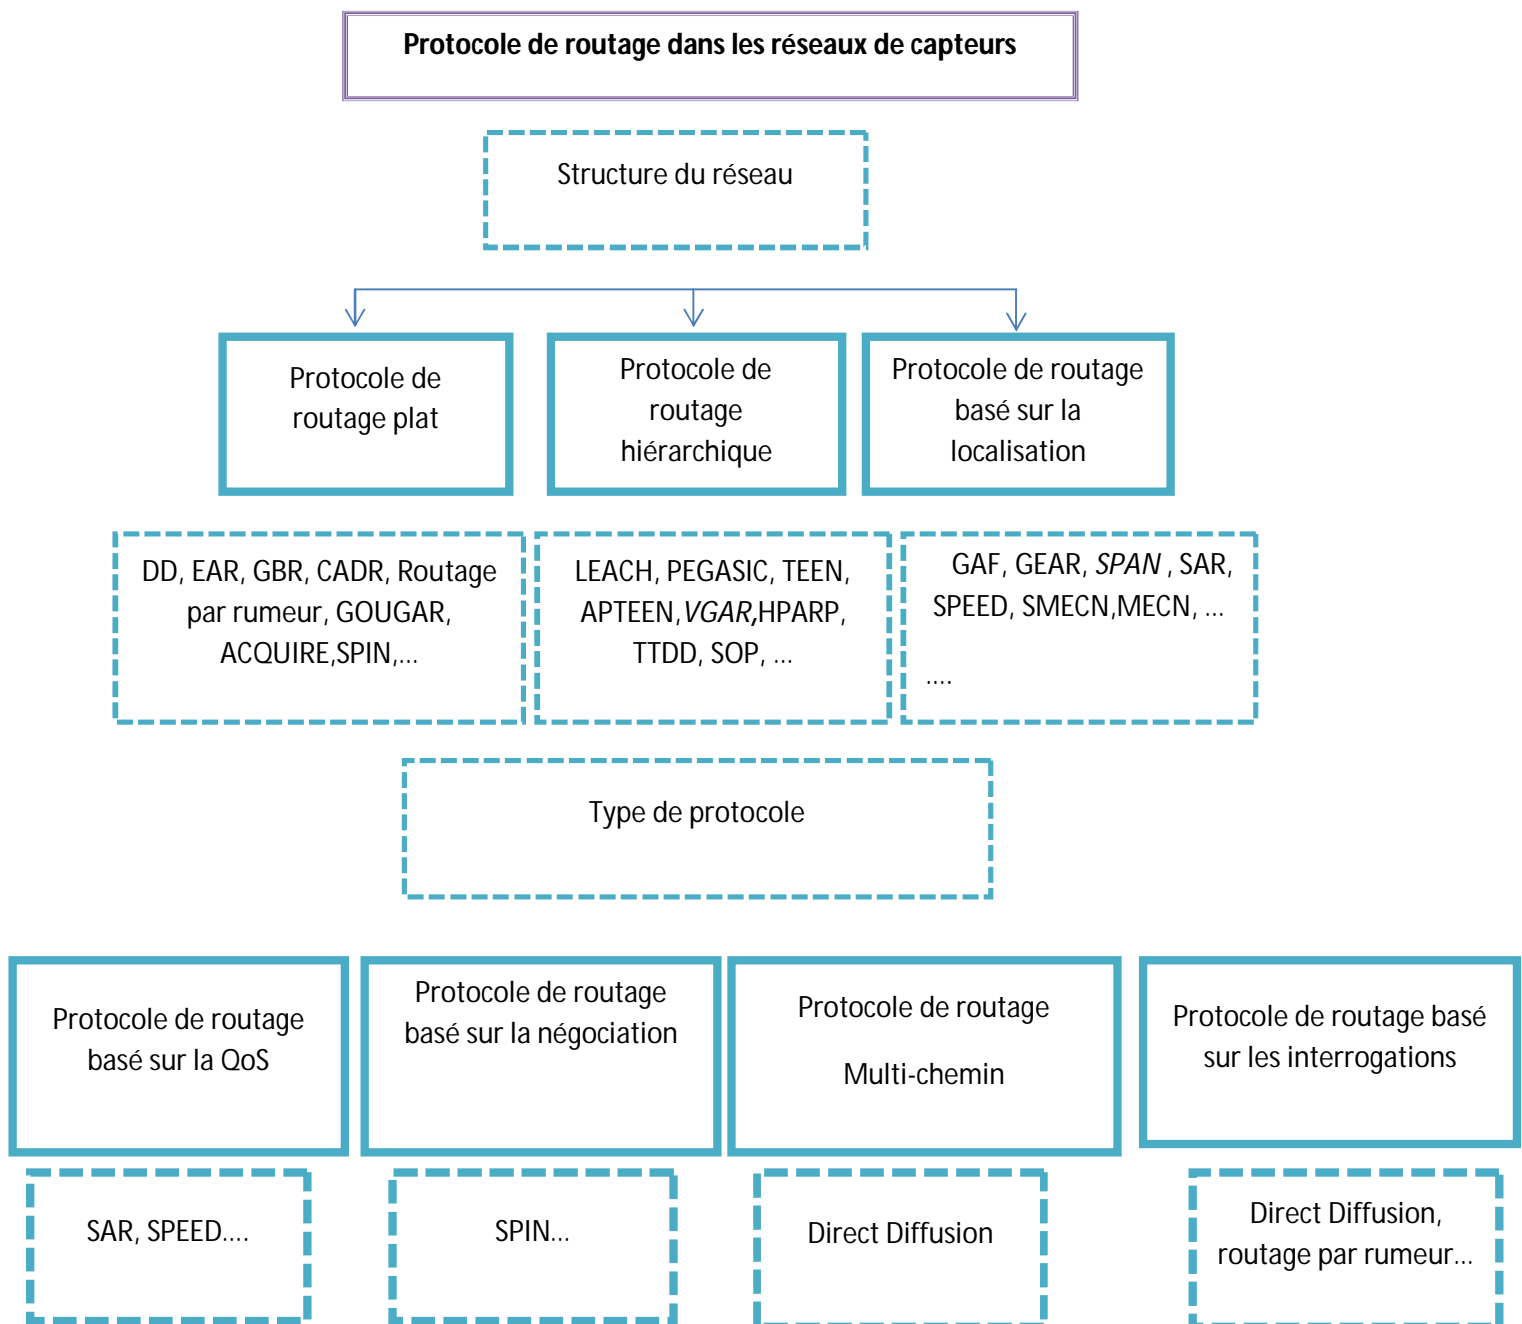 Protocole de routage dans les réseaux de capteurs
Structure du réseau
Protocole de
routage plat
Protocole de
routage
hiérarchique
Protocole de routage
basé sur la
localisation
DD, EAR, GBR, CADR, Routage
par rumeur, GOUGAR,
ACQUIRE,SPIN,...
LEACH, PEGASIC, TEEN,
APTEEN,VGAR,HPARP,
TTDD, SOP, ...
GAF, GEAR, SPAN , SAR,
SPEED, SMECN,MECN, ...
....
Type de protocole
Protocole de routage
basé sur la QoS
Protocole de routage
basé sur la négociation
Protocole de routage
Multi-chemin
Protocole de routage basé
sur les interrogations
SAR, SPEED....
SPIN...
Direct Diffusion
Direct Diffusion,
routage par rumeur...